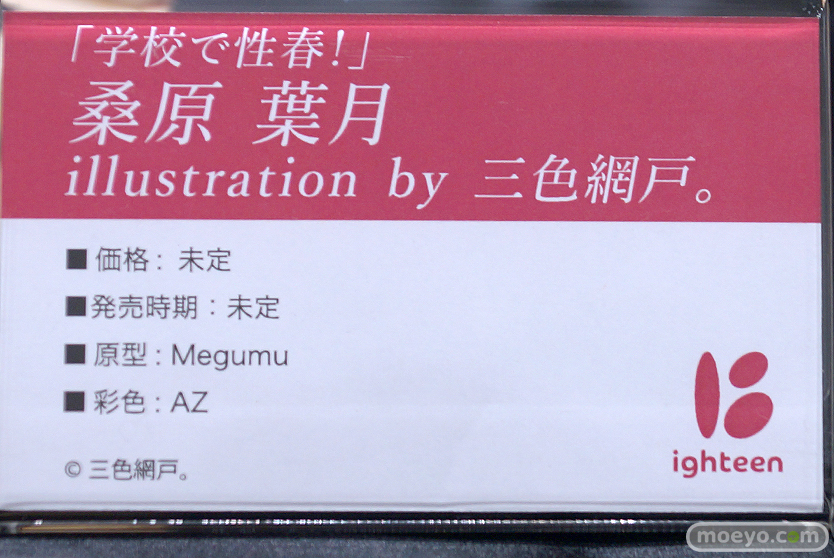 「学校で性春!」
桑原 葉月
illustration by 三色網戸。
■ 価格: 未定
■発売時期:未定
■ 原型: Megumu
■ 彩色: AZ
© 三色網戸。
ighteen
moeyo.com